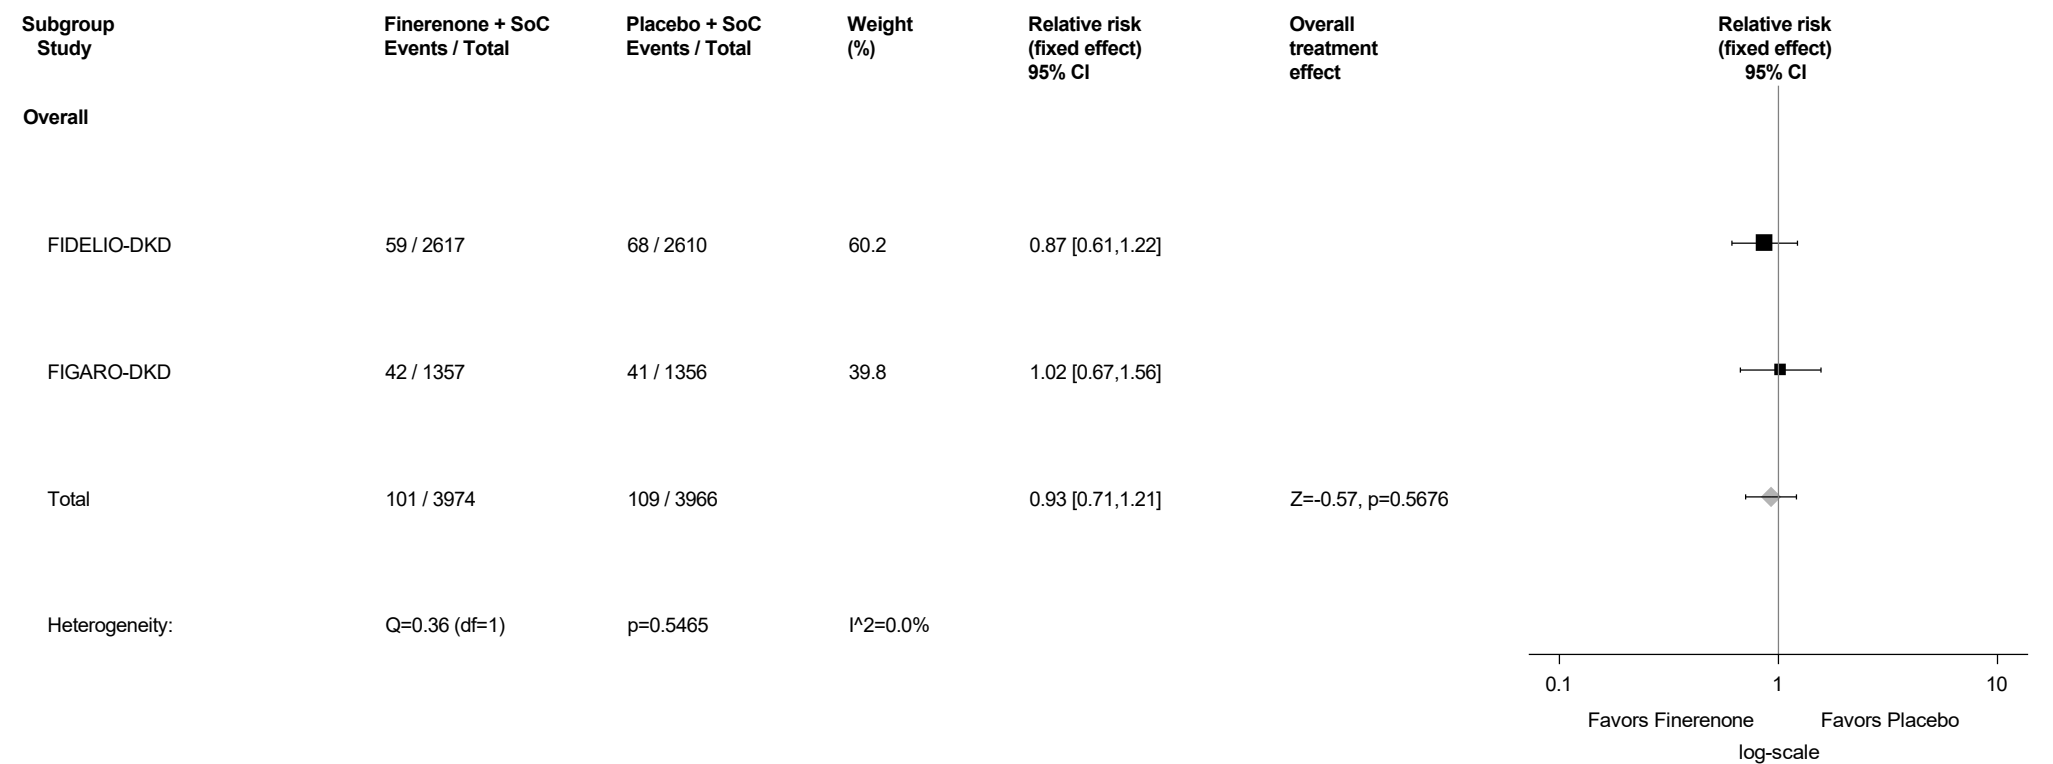 Subgroup Finerenone + SoC Placebo + SoC Weight Relative risk Overall Relative risk
Study Events / Total Events / Total (%) (fixed effect) treatment (fixed effect)
95% CI effect 95% CI
Overall
FIDELIO-DKD 59 / 2617 68 / 2610 60.2 0.87 [0.61,1.22]
FIGARO-DKD 42 / 1357 41 / 1356 39.8 1.02 [0.67,1.56]
Total 101 / 3974 109 / 3966 0.93 [0.71,1.21] Z=-0.57, p=0.5676
Heterogeneity: Q=0.36 (df=1) p=0.5465 I^2=0.0%
0.1 1 10
Favors Finerenone Favors Placebo
log-scale